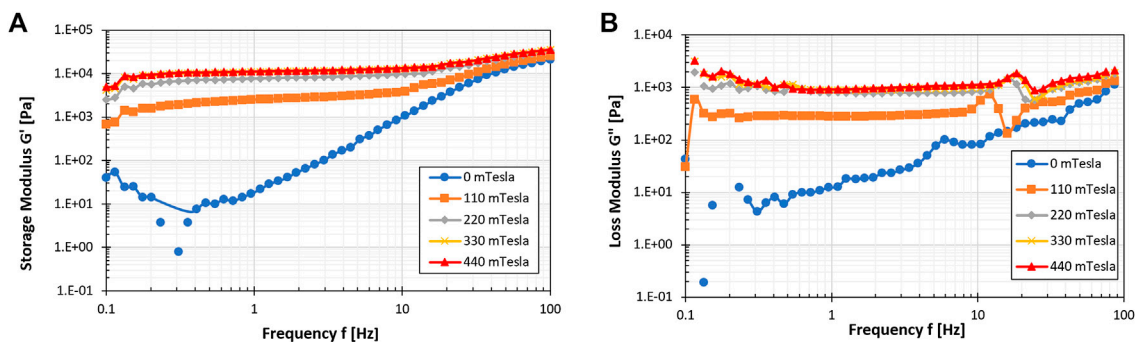 A
Storage Modulus G' [Pa]
1.E+05
1.E+04
1.E+03
1.E+02
1.E+01
1.E+00
1.E-01
0 mTesla
110 mTesla
220 mTesla
330 mTesla
440 mTesla
0.1
1
10
100
Frequency f [Hz]
B
Loss Modulus G" [Pa]
1.E+04
1.E+03
1.E+02
1.E+01
1.E+00
1.E-01
0 mTesla
110 mTesla
220 mTesla
330 mTesla
440 mTesla
0.1
1
10
100
Frequency f [Hz]